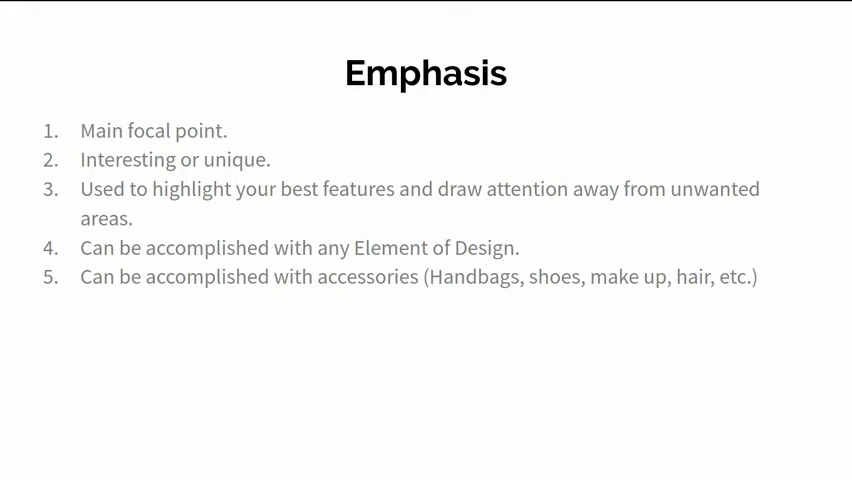 Emphasis
1. Main focal point.
2. Interesting or unique.
3. Used to highlight your best features and draw attention away from unwanted
areas.
4. Can be accomplished with any Element of Design.
5. Can be accomplished with accessories (Handbags, shoes, make up, hair, etc.)